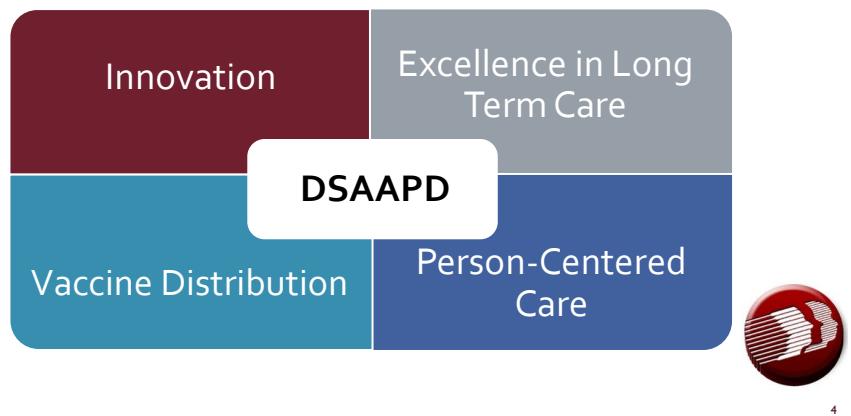 Innovation
Excellence in Long
Term Care
DSAAPD
Vaccine Distribution
Person-Centered
Care
4